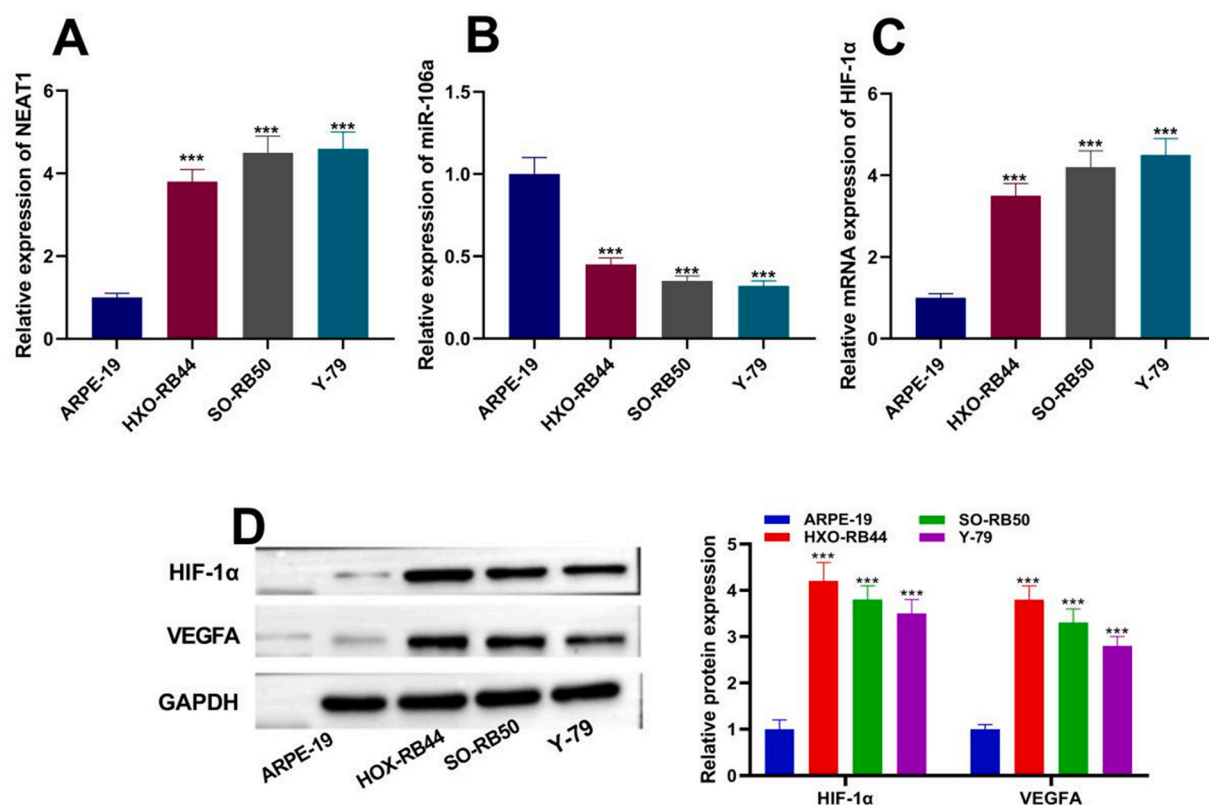 A
Relative expression of NEAT1
6
4
2
0
***
***
***
ARPE-19
HXO-RB44
SO-RB50
Y-79
B
Relative expression of miR-106a
1.5
1.0
0.5
0.0
***
***
***
ARPE-19
HXO-RB44
SO-RB50
Y-79
C
Relative mRNA expression of HIF-1α
6
4
2
0
***
***
***
ARPE-19
HXO-RB44
SO-RB50
Y-79
D
HIF-1α
VEGFA
GAPDH
ARPE-19
HOX-RB44
SO-RB50
Y-79
ARPE-19
HXO-RB44
SO-RB50
Y-79
Relative protein expression
5
4
3
2
1
0
***
***
***
***
***
***
HIF-1α
VEGFA